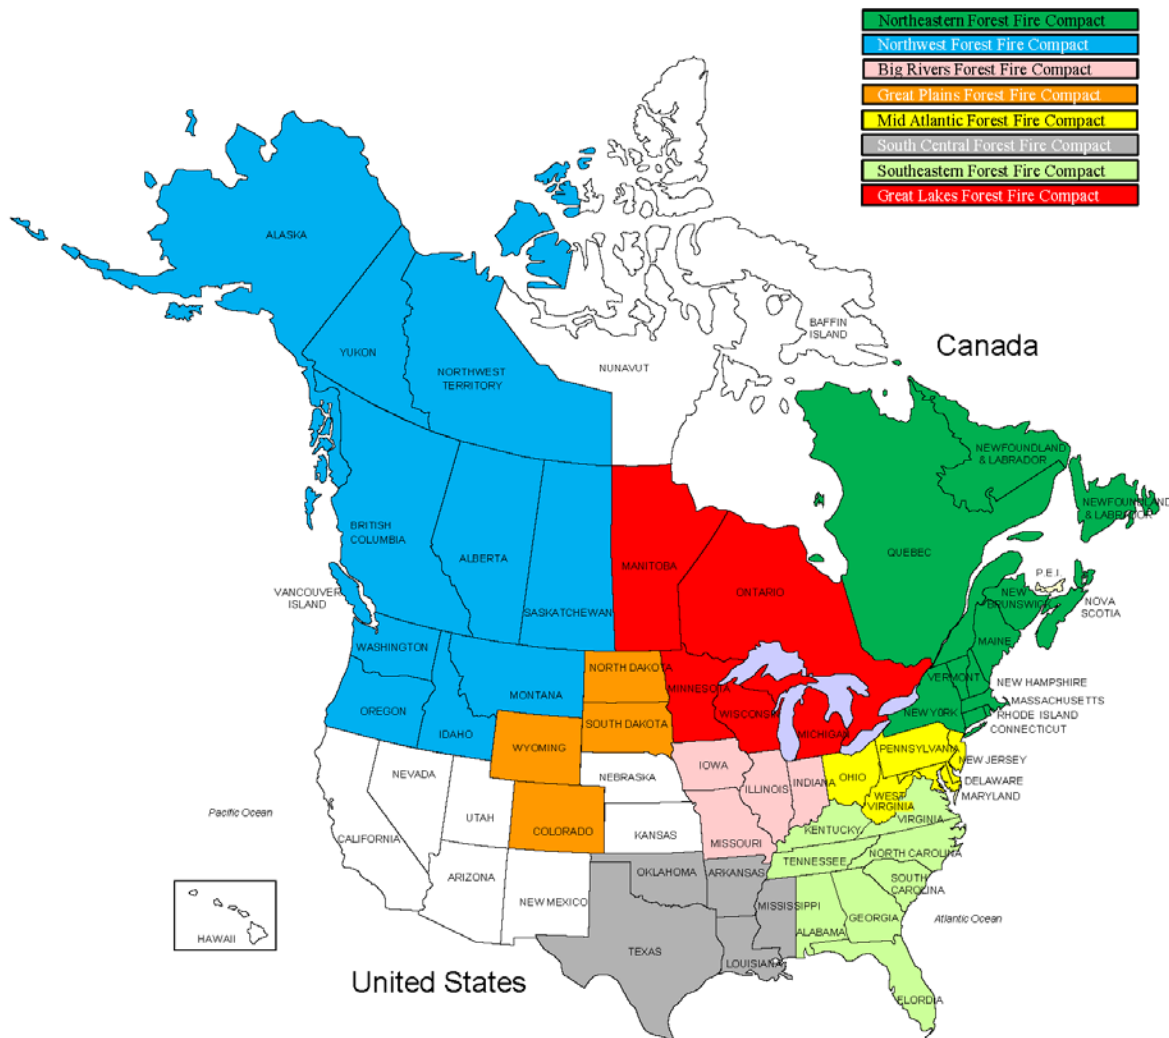 Northeastern Forest Fire Compact
Northwest Forest Fire Compact
Big Rivers Forest Fire Compact
Great Plains Forest Fire Compact
Mid Atlantic Forest Fire Compact
South Central Forest Fire Compact
Southeastern Forest Fire Compact
Great Lakes Forest Fire Compact
ALASKA
YUKON
NORTHWEST
TERRITORY
NUNAVUT
BAFFIN
ISLAND
Canada
NEWFOUNDLAND
& LABRADOR
NEWFOUNDLAND
& LABRADOR
BRITISH
COLUMBIA
ALBERTA
SASKATCHEWAN
MANITOBA
ONTARIO
QUEBEC
P.E.I.
NEW
BRUNSWICK
NOVA
SCOTIA
VANCOUVER
ISLAND
WASHINGTON
OREGON
IDAHO
MONTANA
NORTH DAKOTA
SOUTH DAKOTA
MINNESOTA
WISCONSIN
MICHIGAN
MAINE
VERMONT
NEW YORK
NEW HAMPSHIRE
MASSACHUSETTS
RHODE ISLAND
CONNECTICUT
WYOMING
NEBRASKA
IOWA
ILLINOIS
INDIANA
OHIO
PENNSYLVANIA
NEW JERSEY
DELAWARE
MARYLAND
WEST
VIRGINIA
VIRGINIA
NEVADA
UTAH
COLORADO
KANSAS
MISSOURI
KENTUCKY
Pacific Ocean
CALIFORNIA
ARIZONA
NEW MEXICO
OKLAHOMA
ARKANSAS
TENNESSEE
NORTH CAROLINA
SOUTH
CAROLINA
MISSISSIPPI
ALABAMA
GEORGIA
Atlantic Ocean
HAWAII
TEXAS
LOUISIANA
FLORDIA
United States